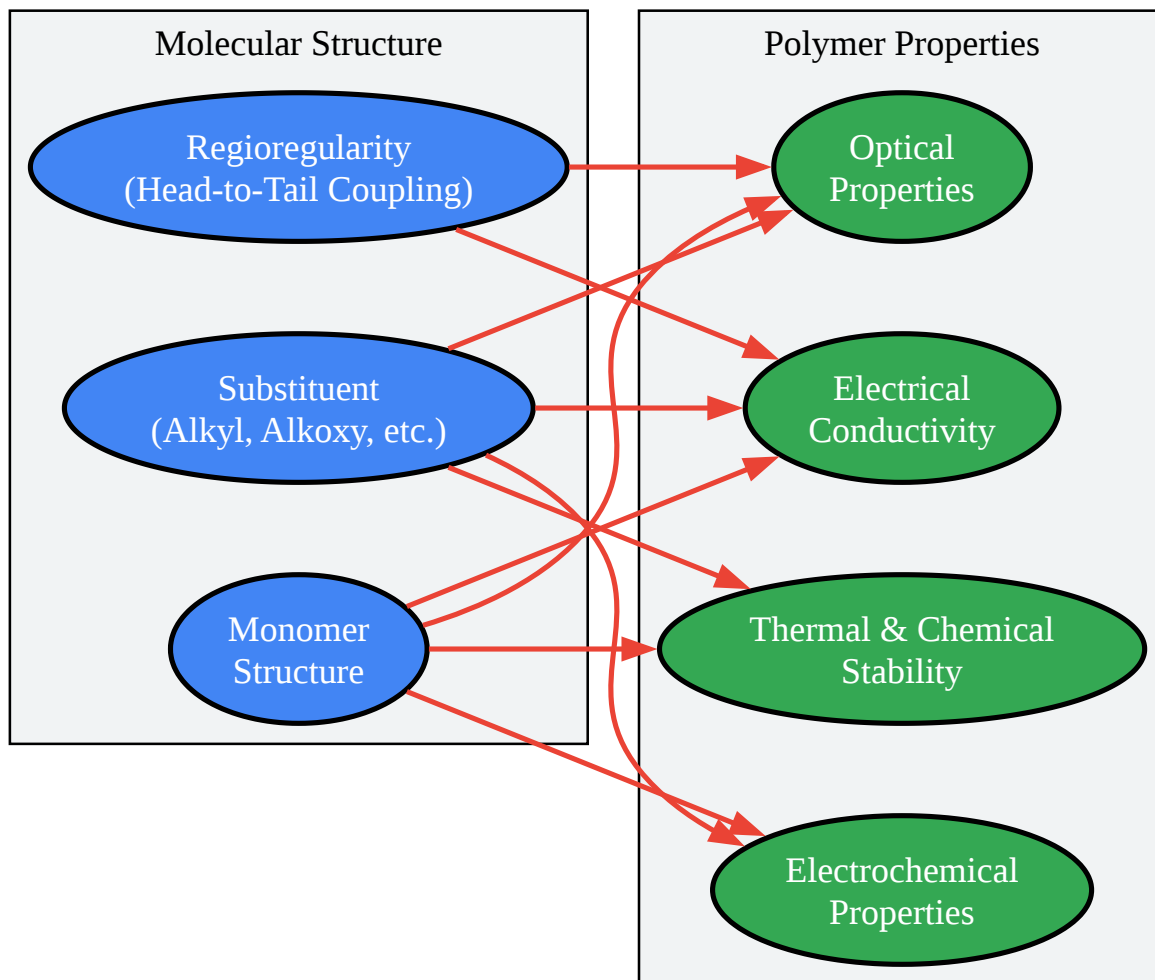 Molecular Structure
Regioregularity
(Head-to-Tail Coupling)
Substituent
(Alkyl, Alkoxy, etc.)
Monomer
Structure
Polymer Properties
Optical
Properties
Electrical
Conductivity
Thermal & Chemical
Stability
Electrochemical
Properties